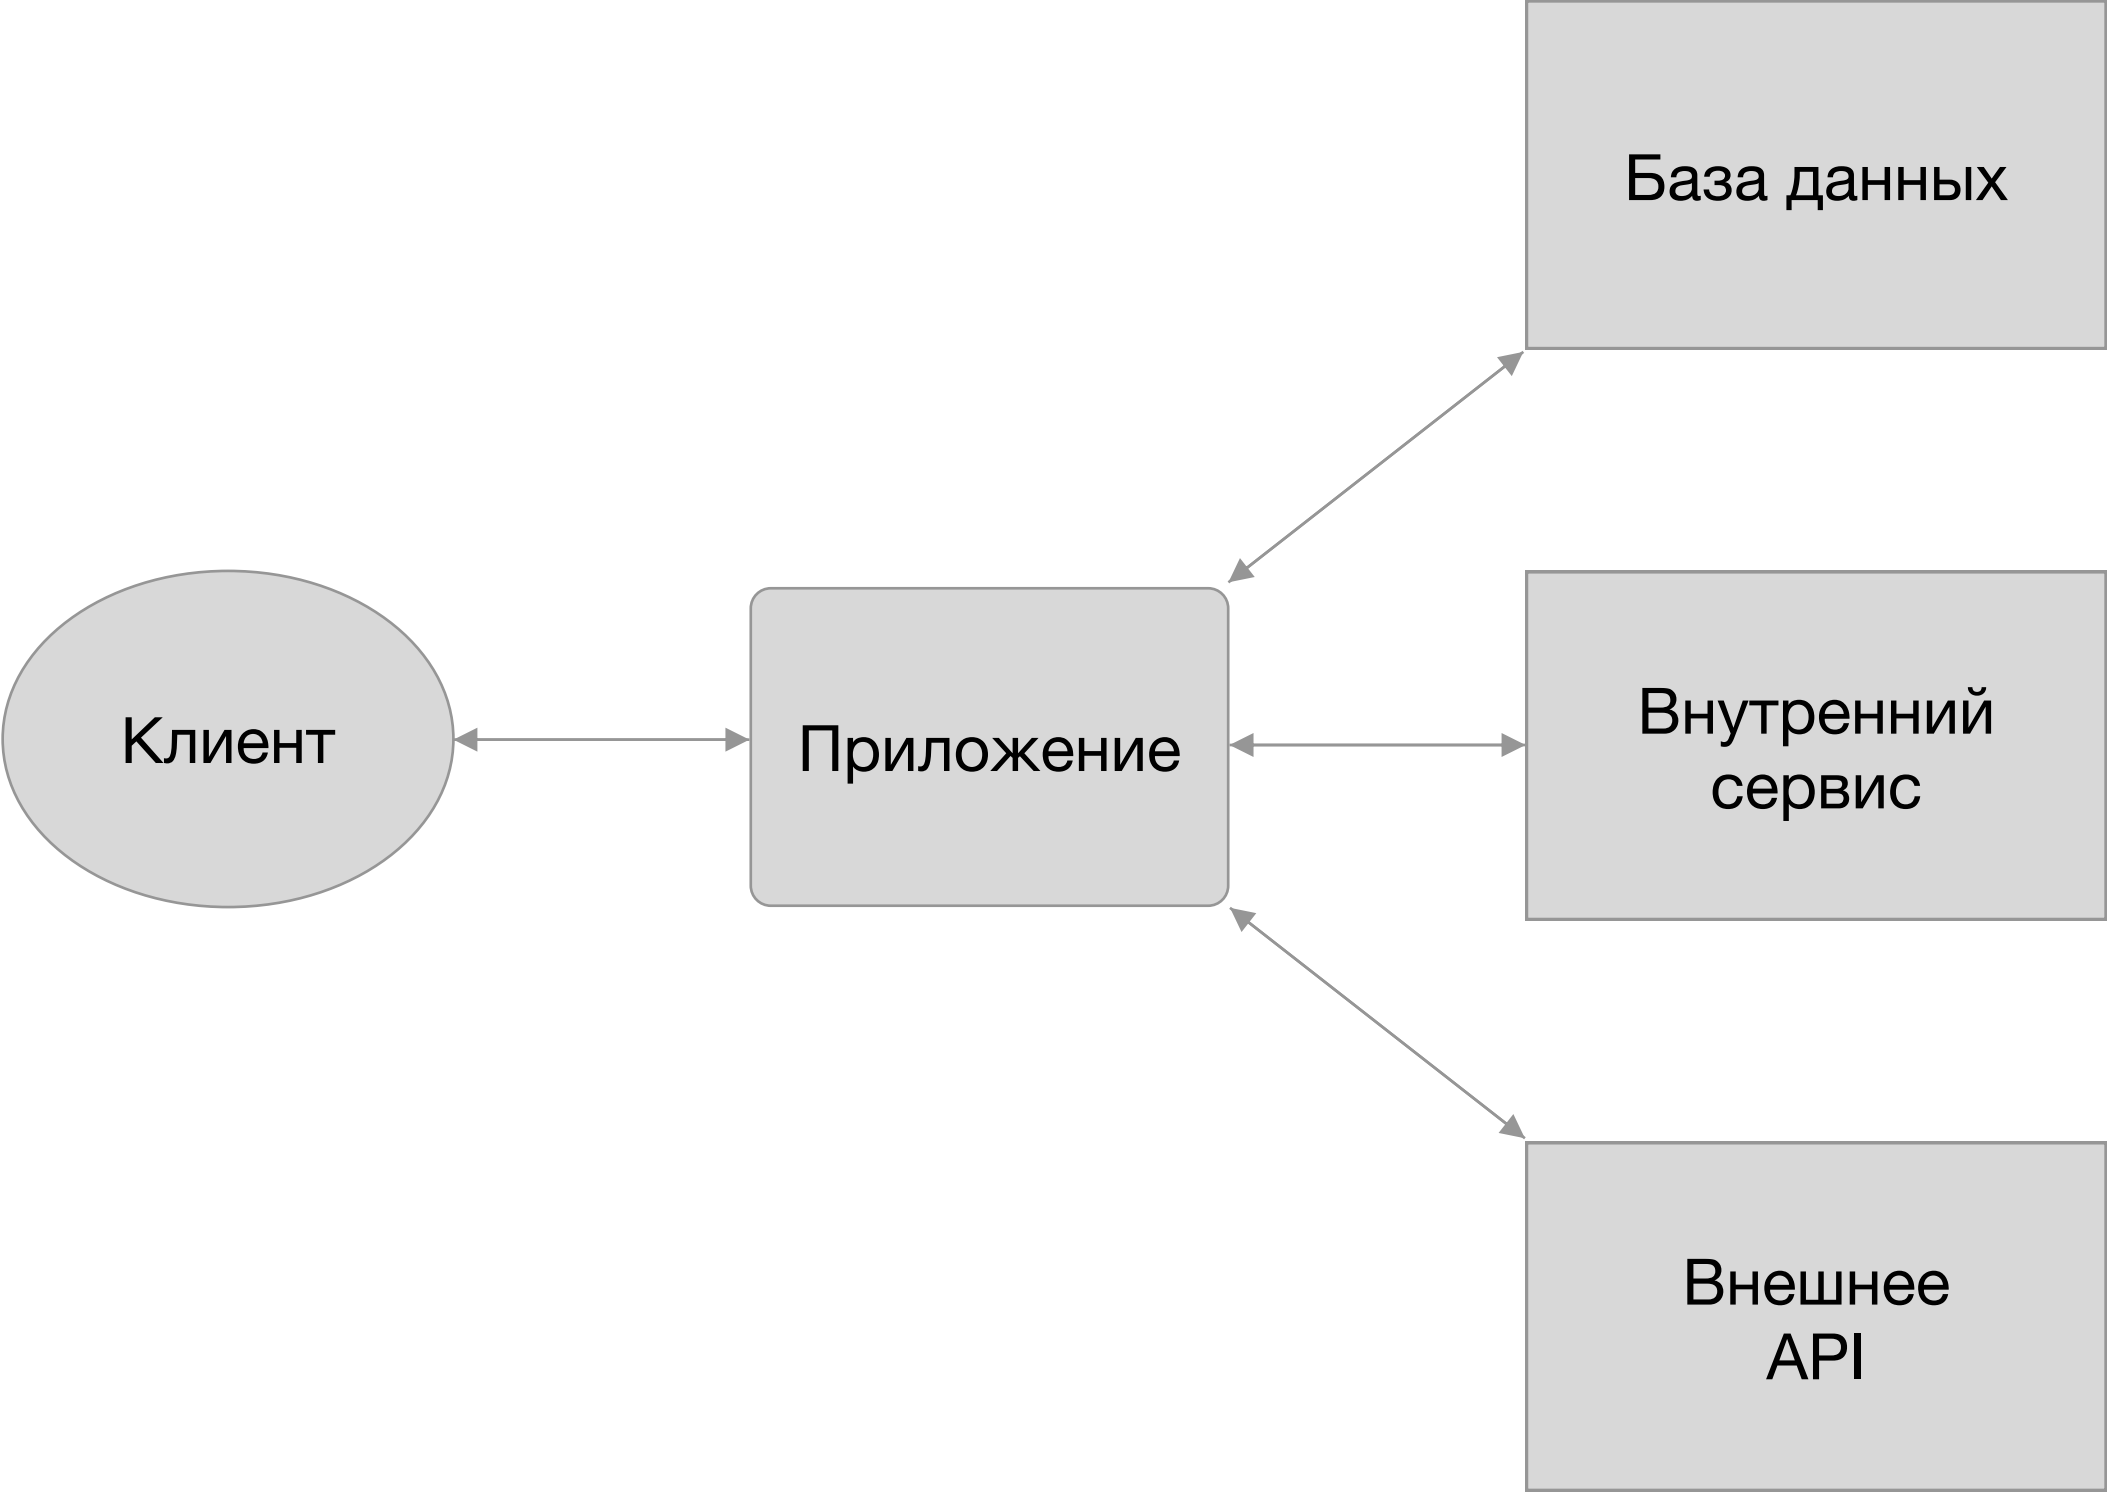 База данных
Клиент
Приложение
Внутренний
сервис
Внешнее
API